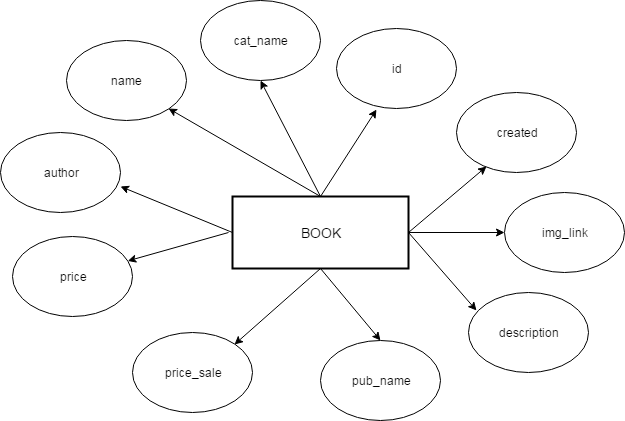 cat_name
id
name
created
author
BOOK
img_link
price
description
price_sale
pub_name